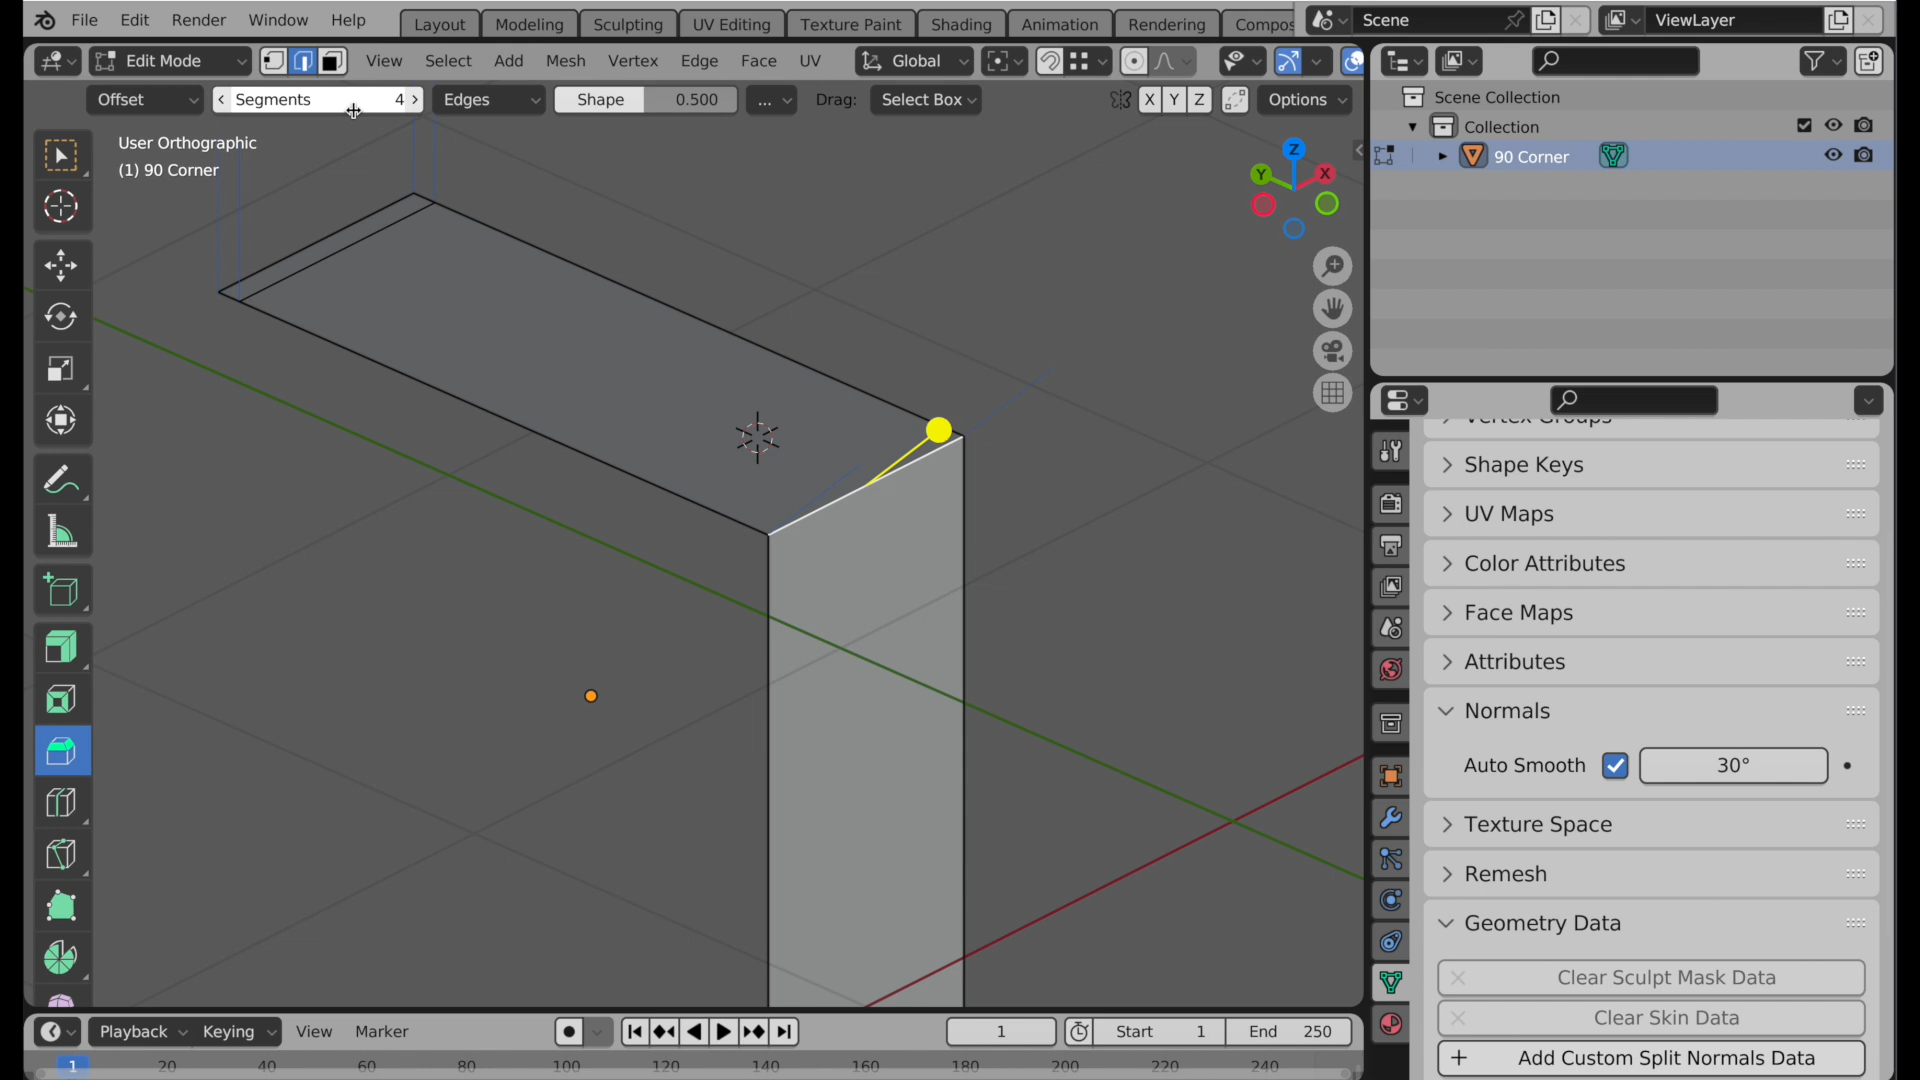 File Edit Render Window Help Layout Modeling Sculpting UV Editing Texture Paint Shading Animation Rendering Compos Scene ViewLayer
Edit Mode View Select Add Mesh Vertex Edge Face UV Global
Offset Segments 4 Edges Shape 0.500 ... Drag: Select Box X Y Z Options
User Orthographic
(1) 90 Corner
Z
Y X
Scene Collection
Collection
90 Corner
Vertex Groups
Shape Keys
UV Maps
Color Attributes
Face Maps
Attributes
Normals
Auto Smooth 30°
Texture Space
Remesh
Geometry Data
Clear Sculpt Mask Data
Clear Skin Data
Add Custom Split Normals Data
Playback Keying View Marker 1 Start 1 End 250
1 20 40 60 80 100 120 140 160 180 200 220 240